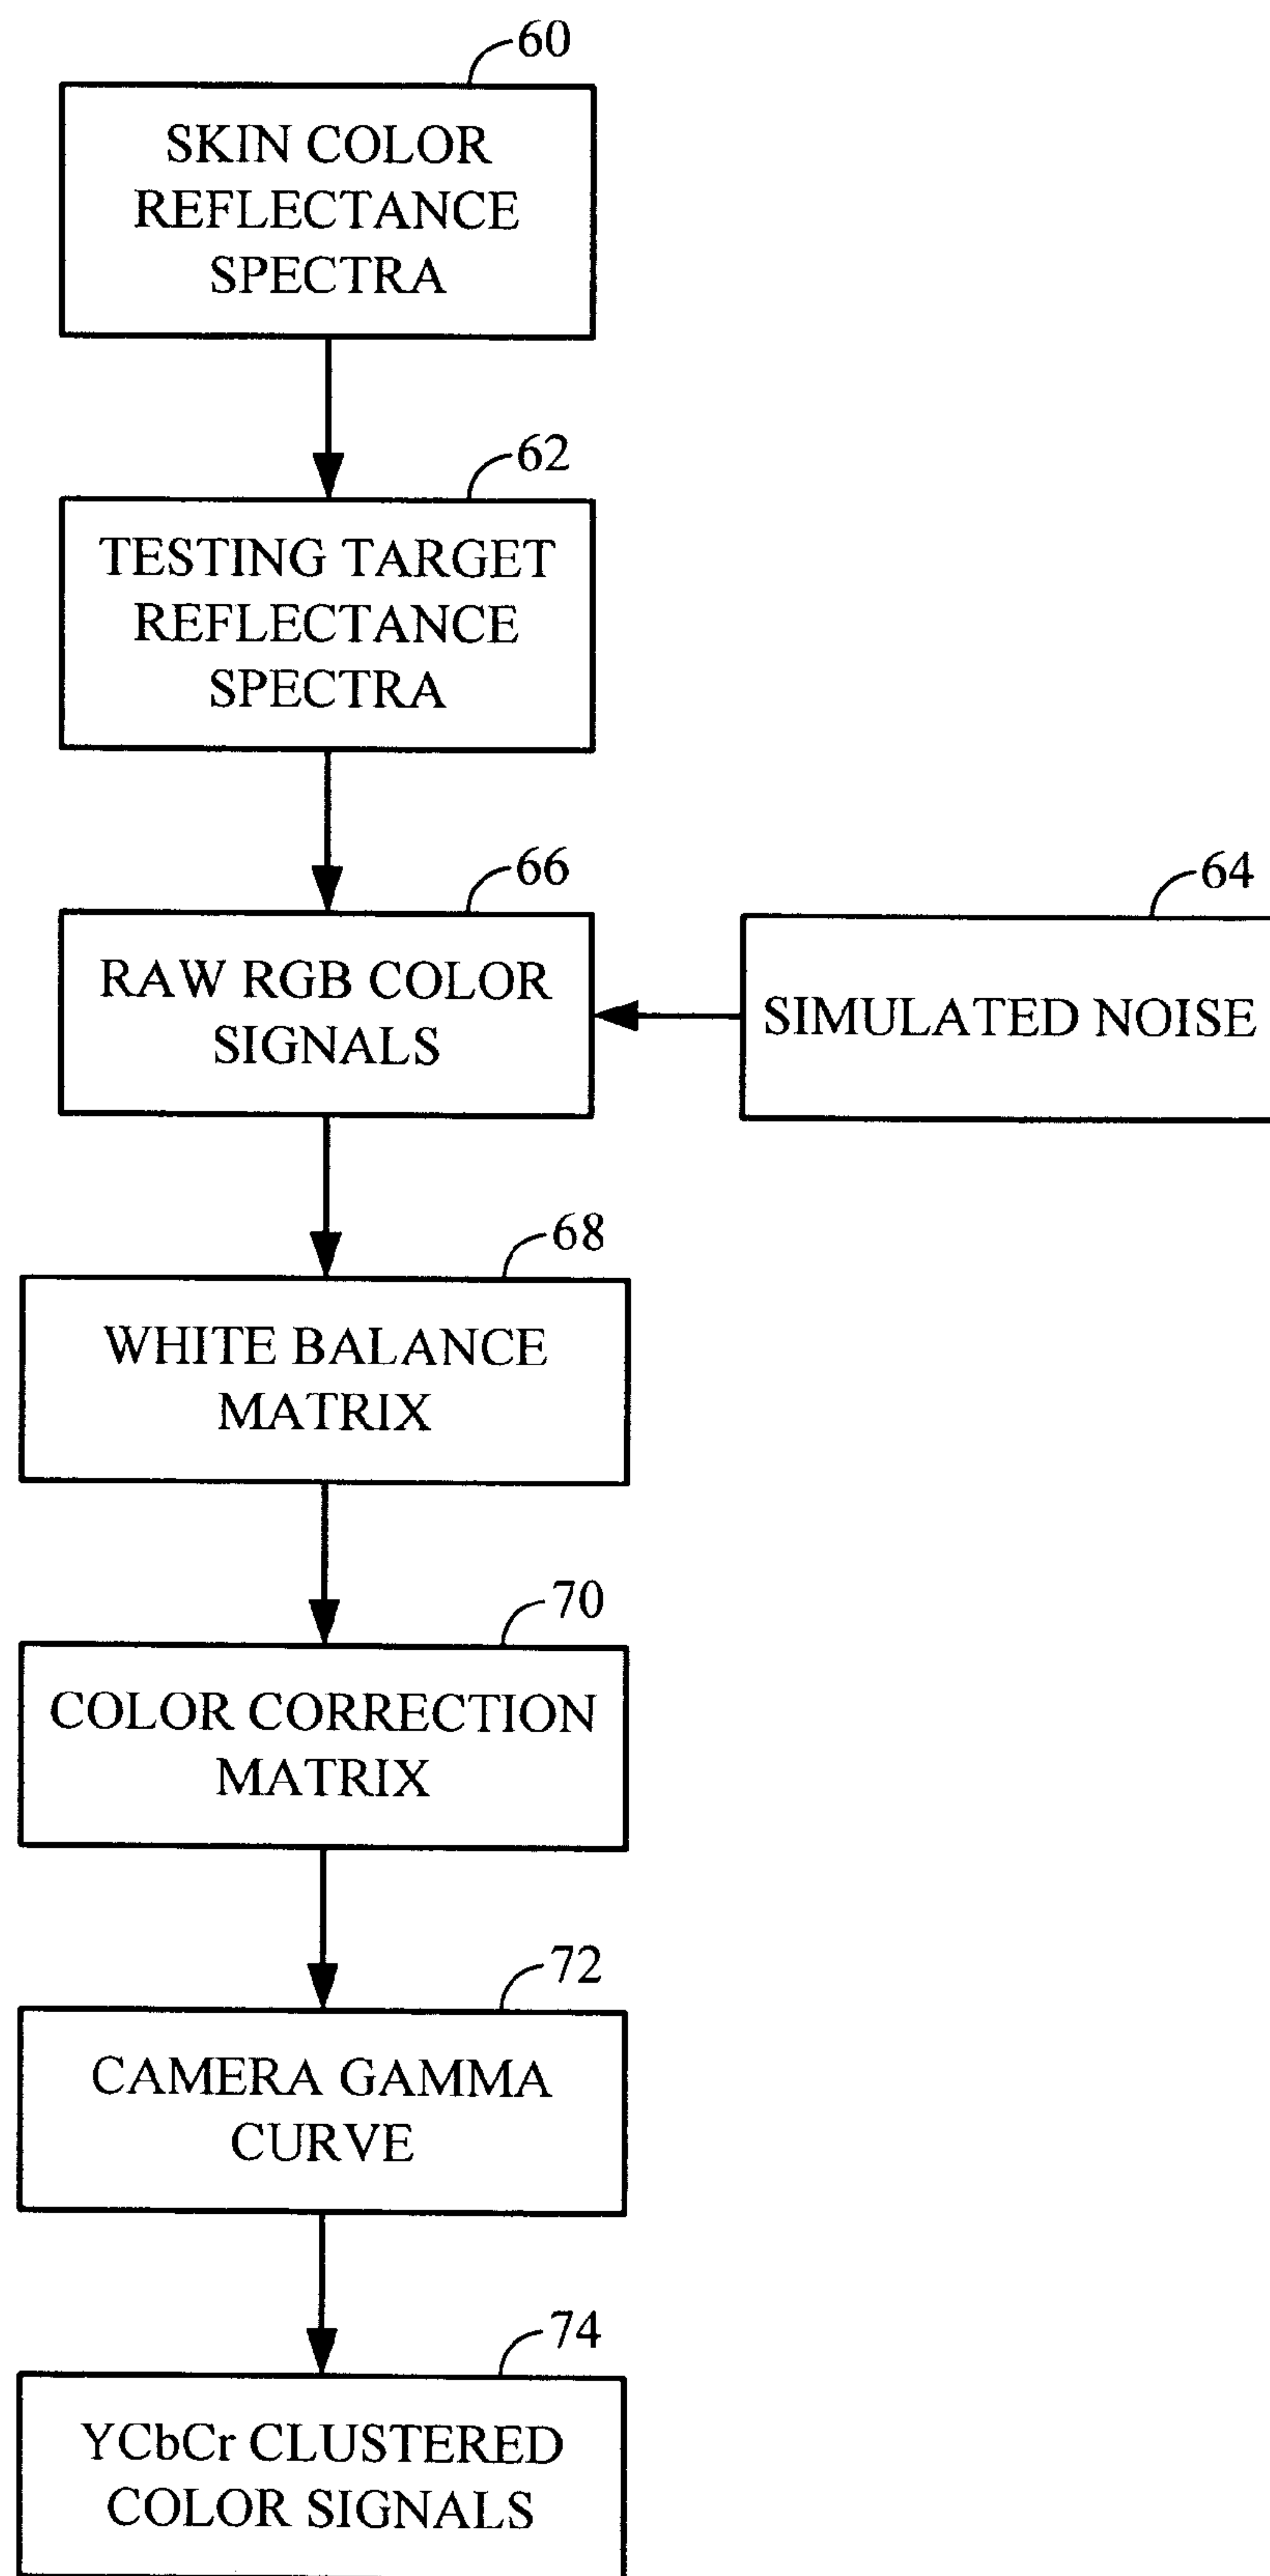 60
SKIN COLOR
REFLECTANCE
SPECTRA
62
TESTING TARGET
REFLECTANCE
SPECTRA
66
RAW RGB COLOR
SIGNALS
64
SIMULATED NOISE
68
WHITE BALANCE
MATRIX
70
COLOR CORRECTION
MATRIX
72
CAMERA GAMMA
CURVE
74
YCbCr CLUSTERED
COLOR SIGNALS